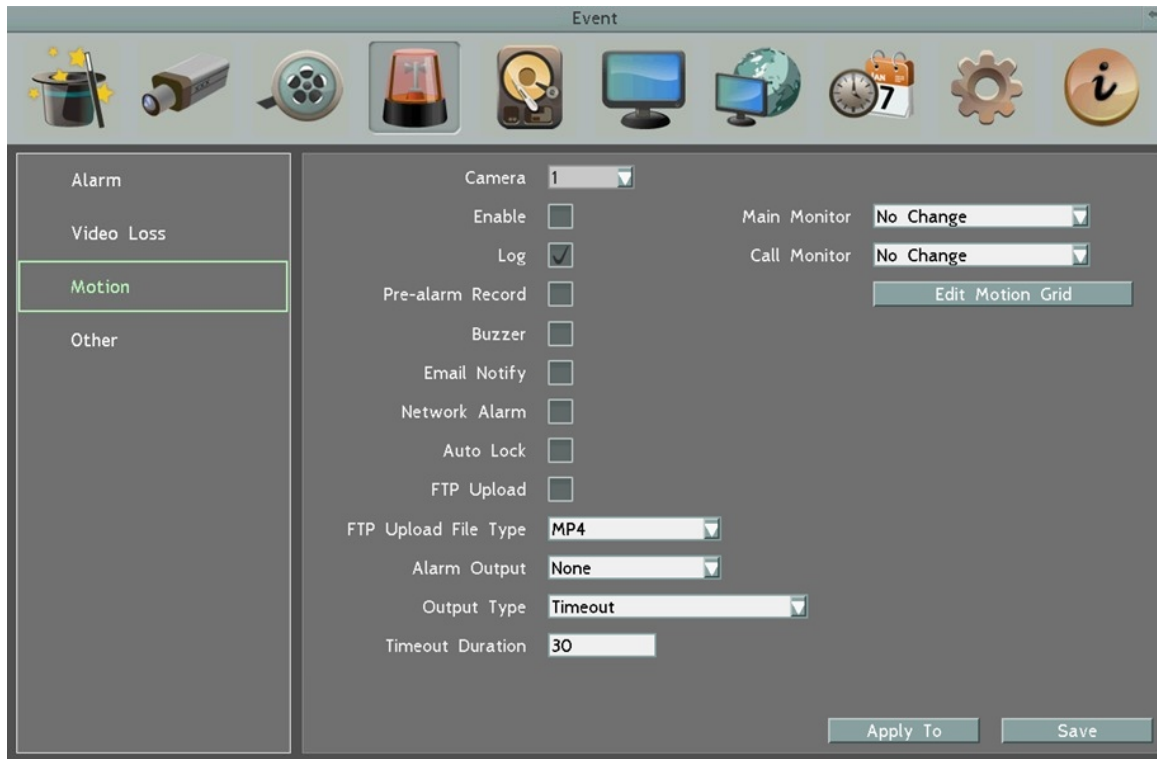 Event
JAN
7
i
Alarm
Video Loss
Motion
Other
Camera 1
Enable
Main Monitor No Change
Log
Call Monitor No Change
Pre-alarm Record
Edit Motion Grid
Buzzer
Email Notify
Network Alarm
Auto Lock
FTP Upload
FTP Upload File Type MP4
Alarm Output None
Output Type Timeout
Timeout Duration 30
Apply To
Save